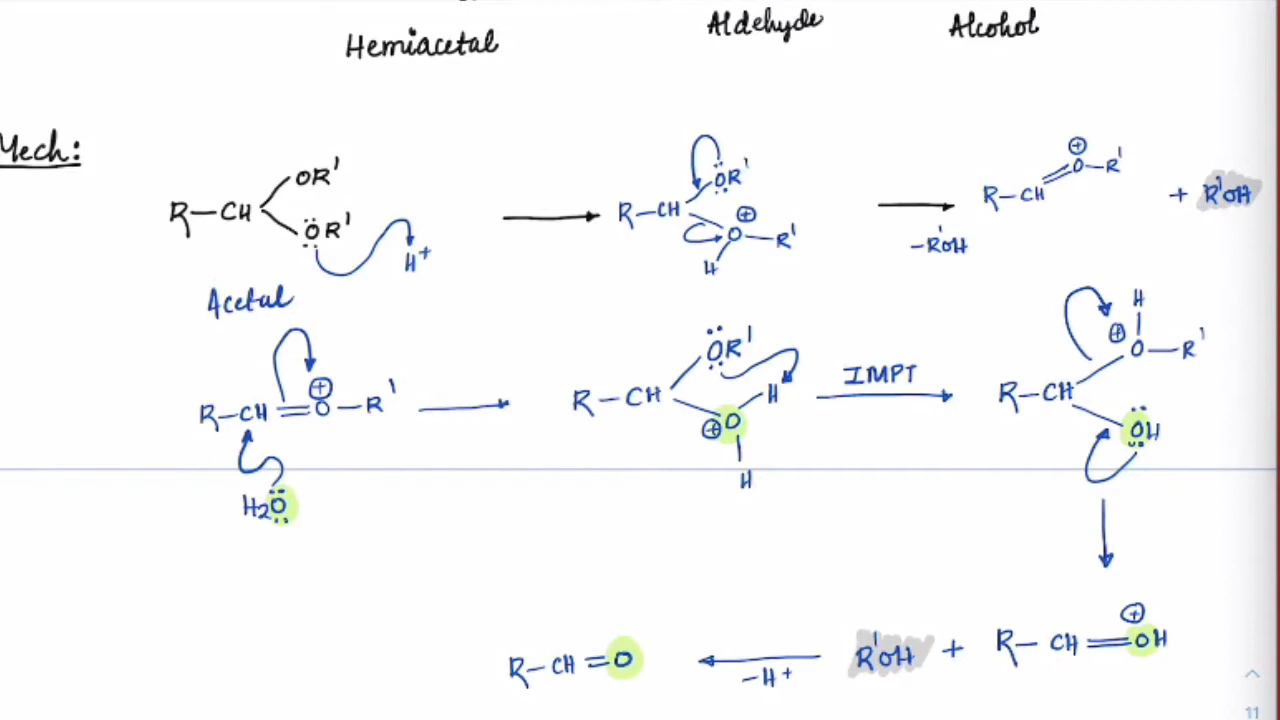 Hemiacetal Aldehyde Alcohol
Mech:
R-CH OR' ÖR' H+ R-CH ÖR' ⊕ O-R' H -R'OH R-CH=O-R' ⊕ + R'OH
Acetal
R-CH=O-R' ⊕ H2Ö R-CH ÖR' ⊕ O H H IMPT R-CH ⊕ O-R' H ÖH
R-CH=O -H+ R'OH + R-CH=OH ⊕
11